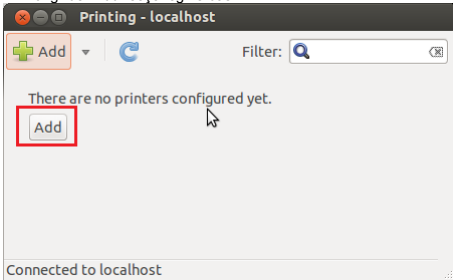 Printing - localhost
Add Filter:
There are no printers configured yet.
Add
Connected to localhost